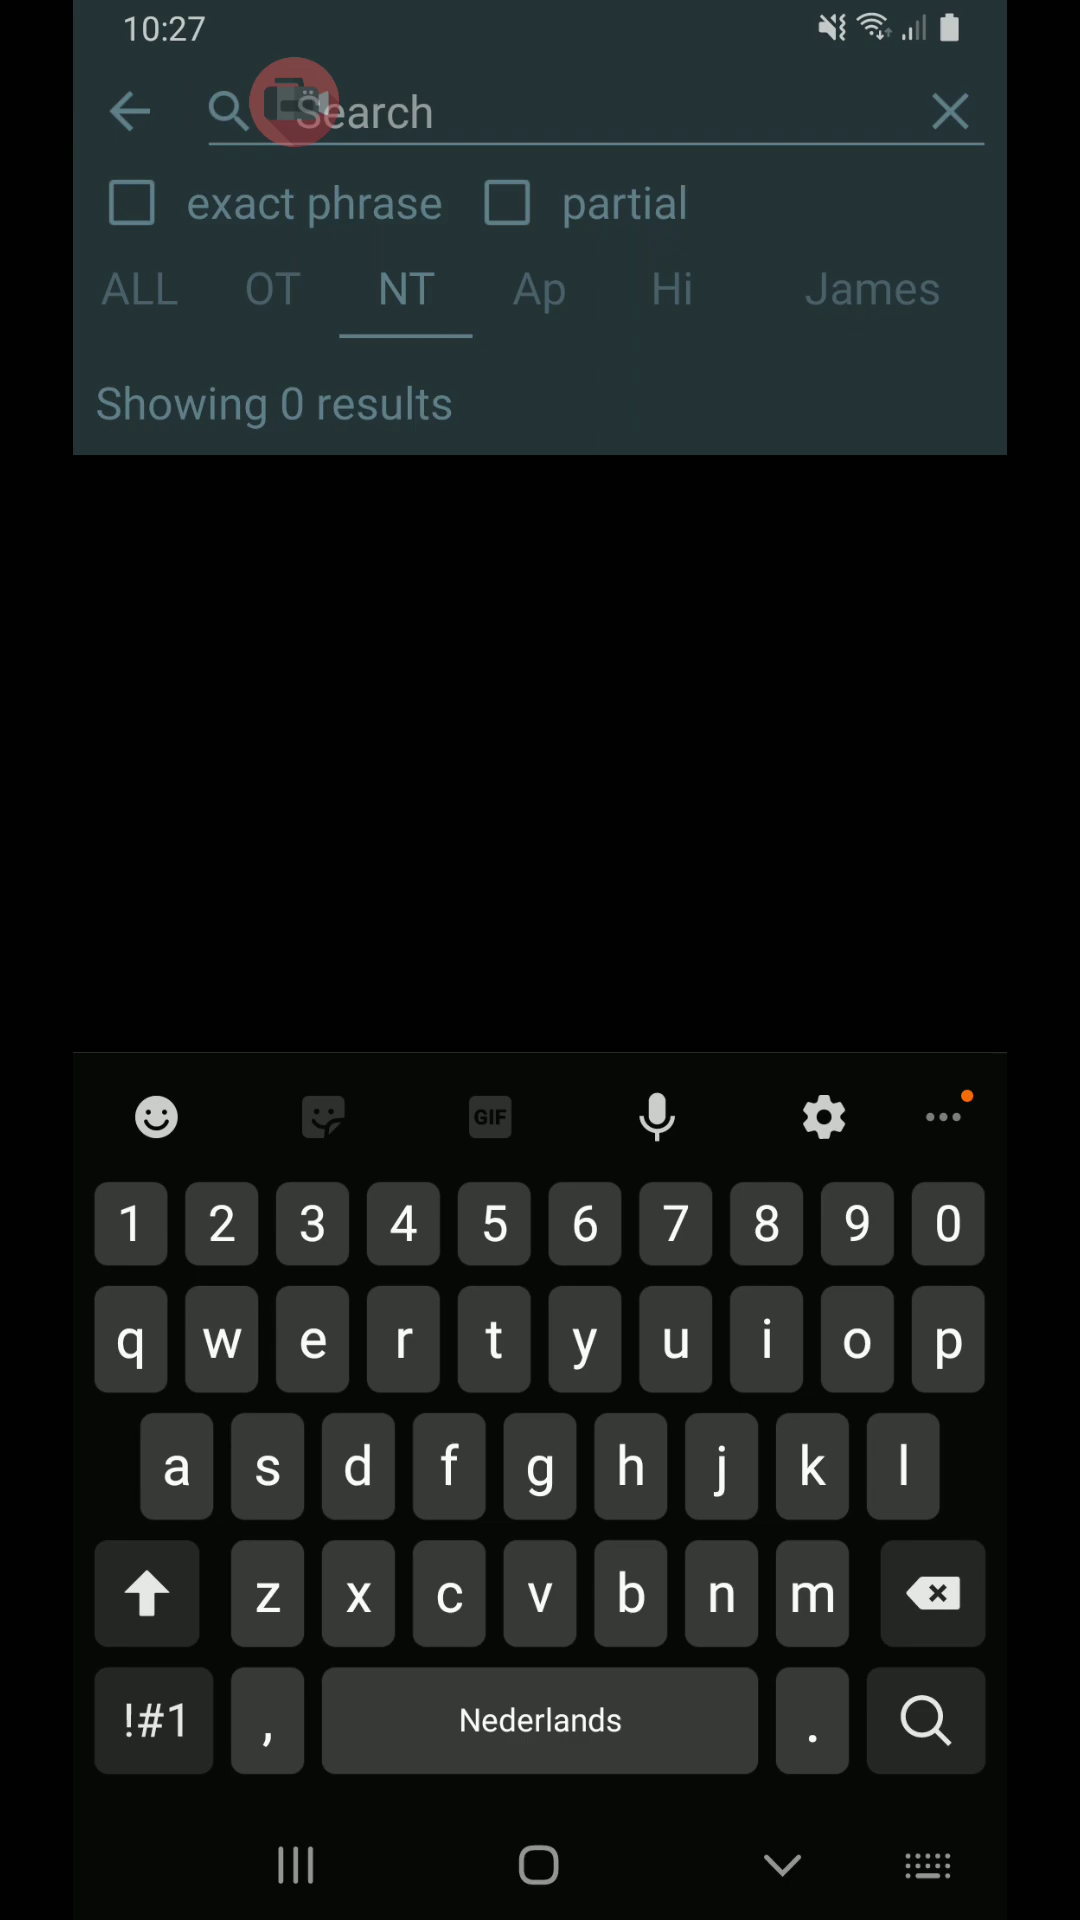 10:27
Search
exact phrase partial
ALL OT NT Ap Hi James
Showing 0 results
GIF
1 2 3 4 5 6 7 8 9 0
q w e r t y u i o p
a s d f g h j k l
z x c v b n m
!#1 , Nederlands .